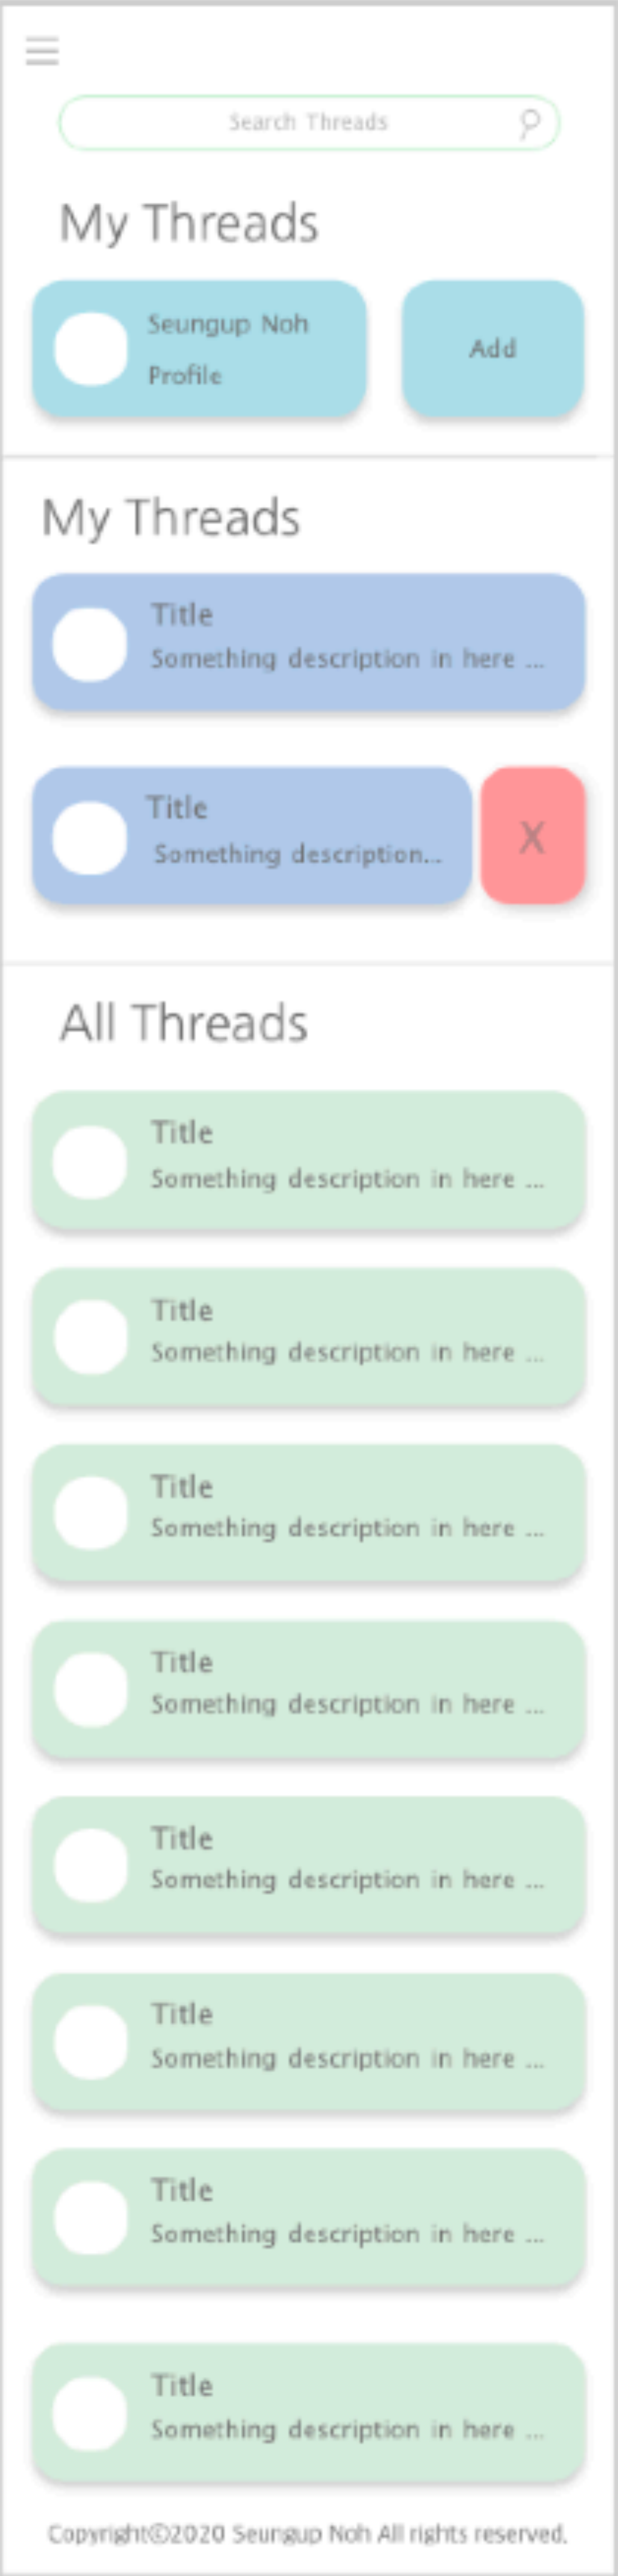 Search Threads
My Threads
Seungup Noh
Profile
Add
My Threads
Title
Something description in here ...
Title
Something description...
X
All Threads
Title
Something description in here ...
Title
Something description in here ...
Title
Something description in here ...
Title
Something description in here ...
Title
Something description in here ...
Title
Something description in here ...
Title
Something description in here ...
Title
Something description in here ...
Copyright©2020 Seungup Noh All rights reserved.